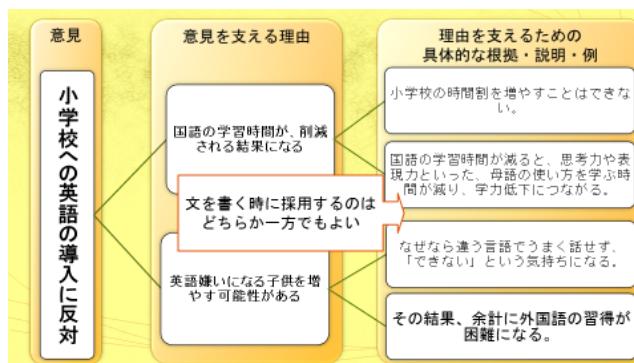 意見
小学校への英語の導入に反対
意見を支える理由
国語の学習時間が、削減
される結果になる
英語嫌いになる子供を増
やす可能性がある
理由を支えるための
具体的な根拠・説明・例
小学校の時間割を増やすことはできな
い。
国語の学習時間が減ると、思考力や表
現力といった、母語の使い方を学ぶ時
間が減り、学力低下につながる。
なぜなら違う言語でうまく話せず、
「できない」という気持ちになる。
その結果、余計に外国語の習得が
困難になる。
文を書く時に採用するのは
どちらか一方でもよい